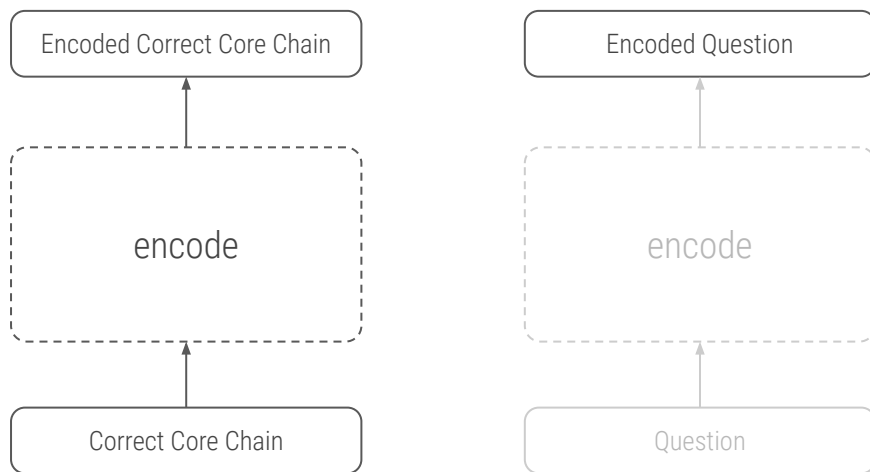 Encoded Correct Core Chain
Encoded Question
encode
encode
Correct Core Chain
Question